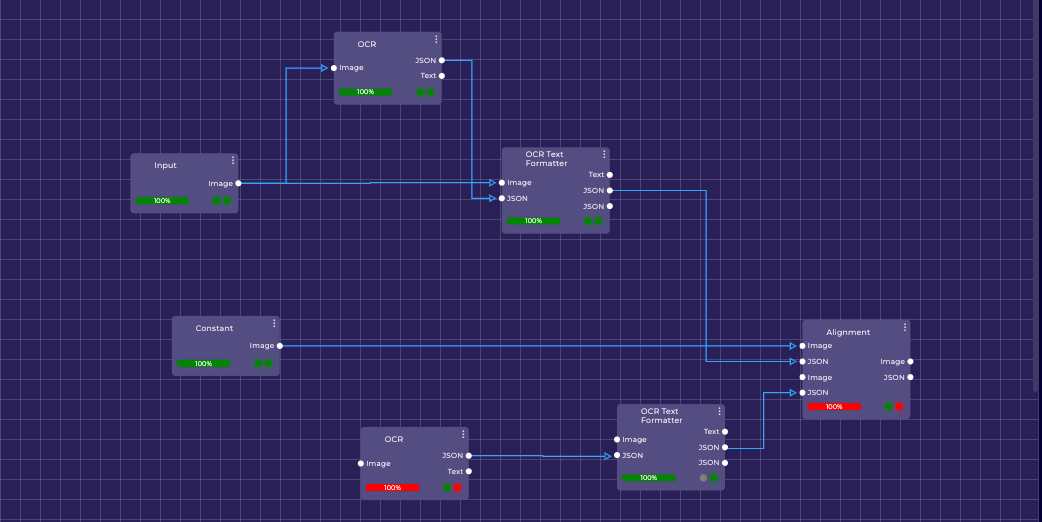 OCR
Image
JSON
Text
100%
Input
Image
100%
OCR Text
Formatter
Image
JSON
Text
JSON
JSON
100%
Constant
Image
100%
Alignment
Image
JSON
Image
JSON
Image
JSON
100%
OCR Text
Formatter
Image
JSON
Text
JSON
JSON
100%
OCR
Image
JSON
Text
100%